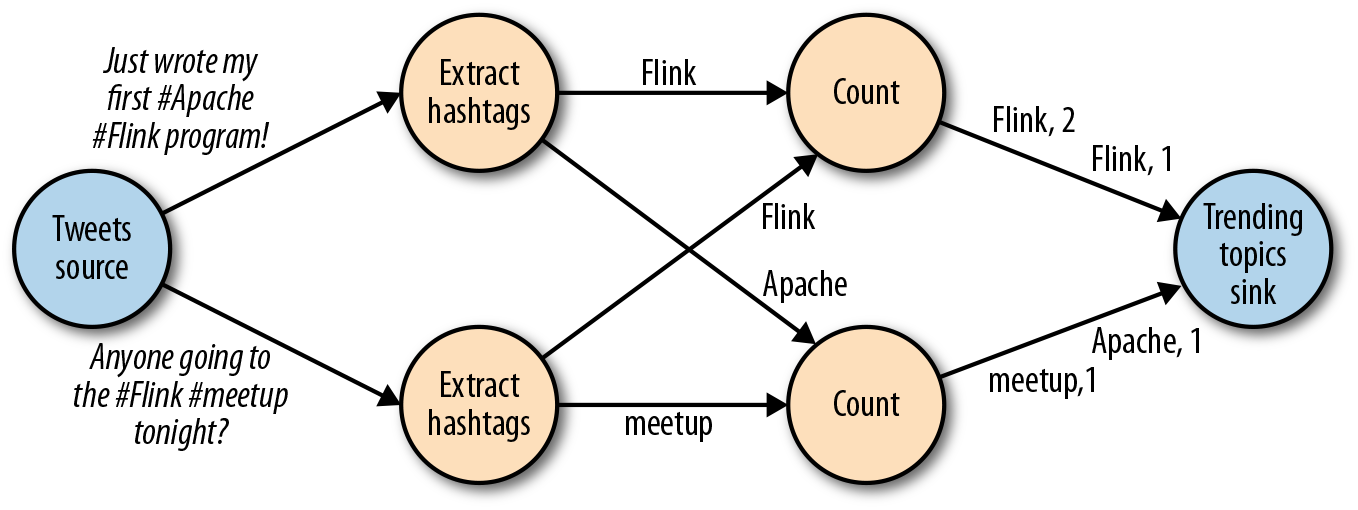 Just wrote my
first #Apache
#Flink program!
Tweets
source
Anyone going to
the #Flink #meetup
tonight?
Extract
hashtags
Extract
hashtags
Flink
Flink
Apache
meetup
Count
Count
Flink, 2
Flink, 1
Apache, 1
meetup,1
Trending
topics
sink